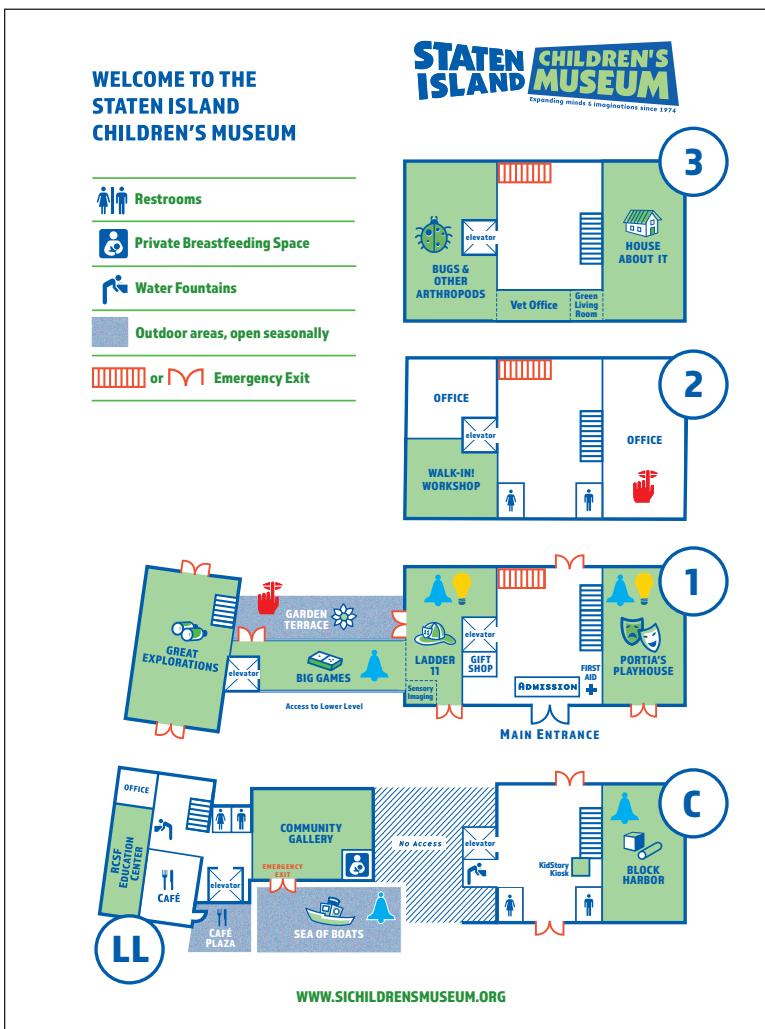 WELCOME TO THE
STATEN ISLAND
CHILDREN'S MUSEUM
STATEN
ISLAND
CHILDREN'S
MUSEUM
Expanding minds & imaginations since 1974
Restrooms
Private Breastfeeding Space
Water Fountains
Outdoor areas, open seasonally
or
Emergency Exit
3
elevator
BUGS &
OTHER
ARTHROPODS
Vet Office
Green
Living
Room
HOUSE
ABOUT IT
2
OFFICE
elevator
WALK-IN!
WORKSHOP
OFFICE
1
GREAT
EXPLORATIONS
elevator
GARDEN
TERRACE
BIG GAMES
Access to Lower Level
LADDER
11
Sensory
Imaging
elevator
GIFT
SHOP
ADMISSION
FIRST
AID
PORTIA'S
PLAYHOUSE
MAIN ENTRANCE
LL
OFFICE
RCSF
EDUCATION
CENTER
CAFÉ
elevator
COMMUNITY
GALLERY
EMERGENCY
EXIT
CAFÉ
PLAZA
SEA OF BOATS
No Access
C
elevator
KidStory
Kiosk
BLOCK
HARBOR
WWW.SICHILDRENSMUSEUM.ORG